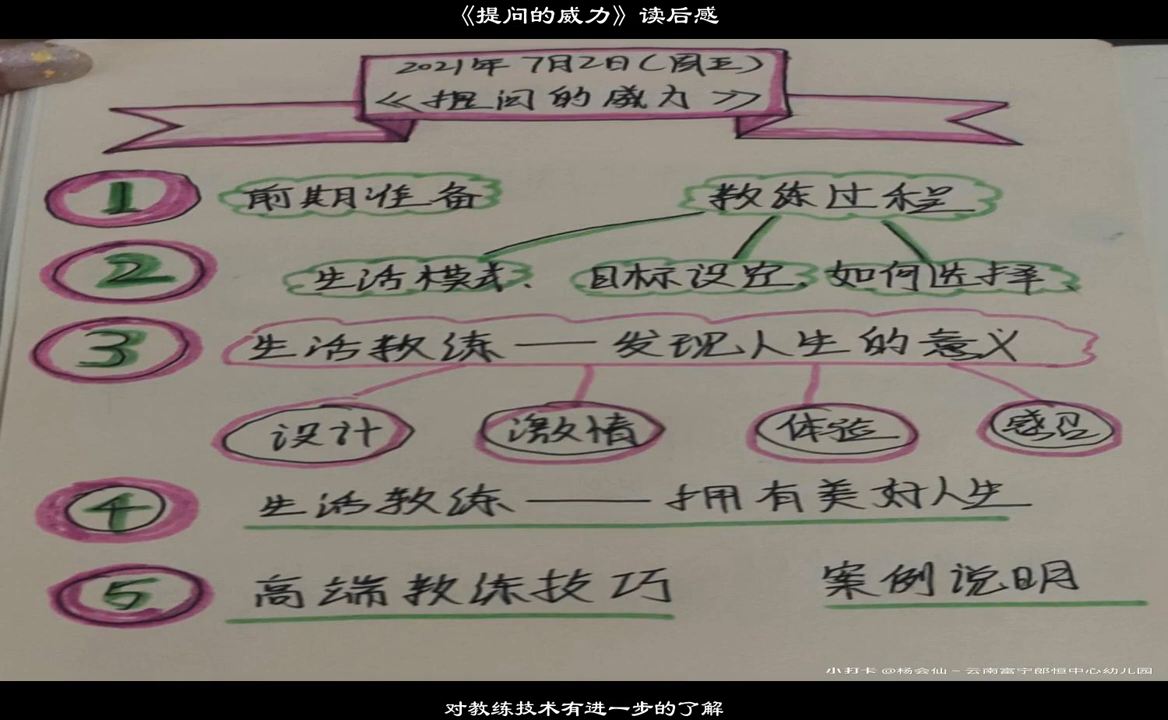 《提问的威力》读后感
2021年7月2日(周五)
《提问的威力》
1 前期准备 教练过程
2 生活模式、目标设定、如何选择
3 生活教练——发现人生的意义
设计 激情 体验 感召
4 生活教练——拥有美好人生
5 高端教练技巧 案例说明
小打卡 @杨会仙 - 云南富宁郎恒中心幼儿园
对教练技术有进一步的了解